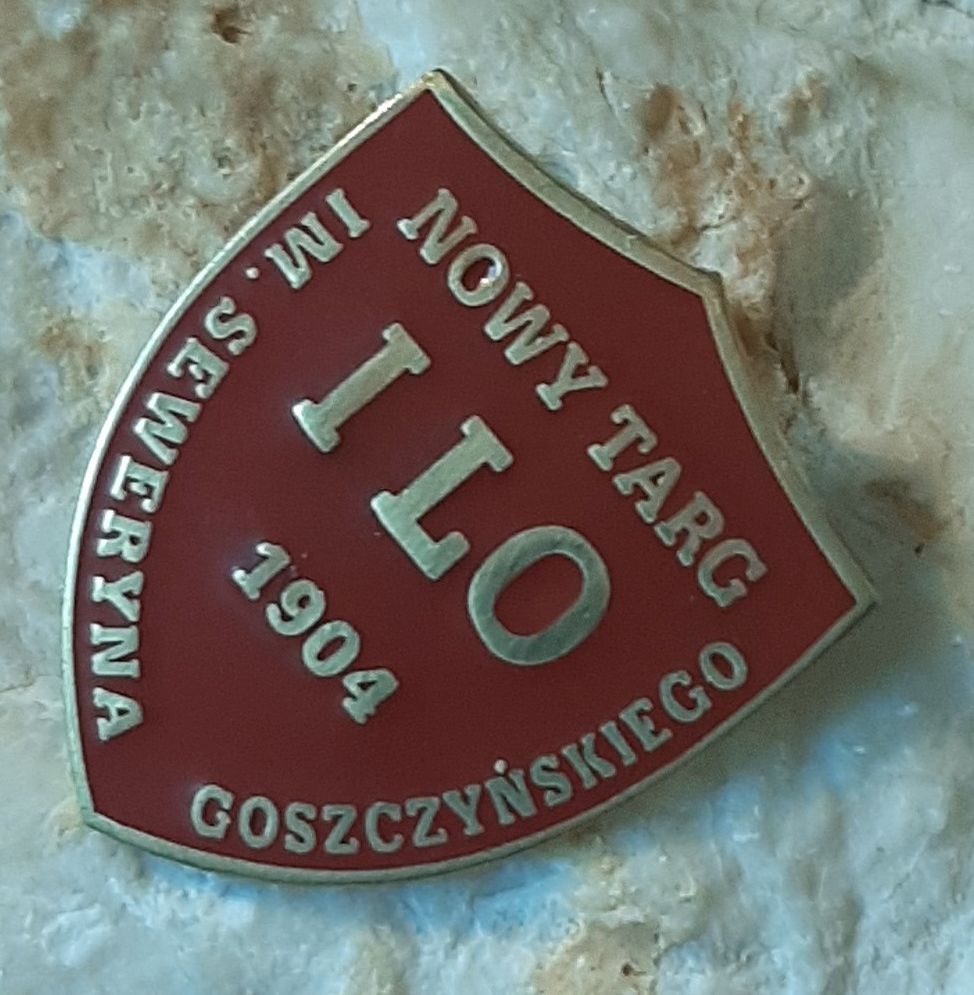 NOWY TARG
I LO
1904
IM. SEWERYNA
GOSZCZYŃSKIEGO